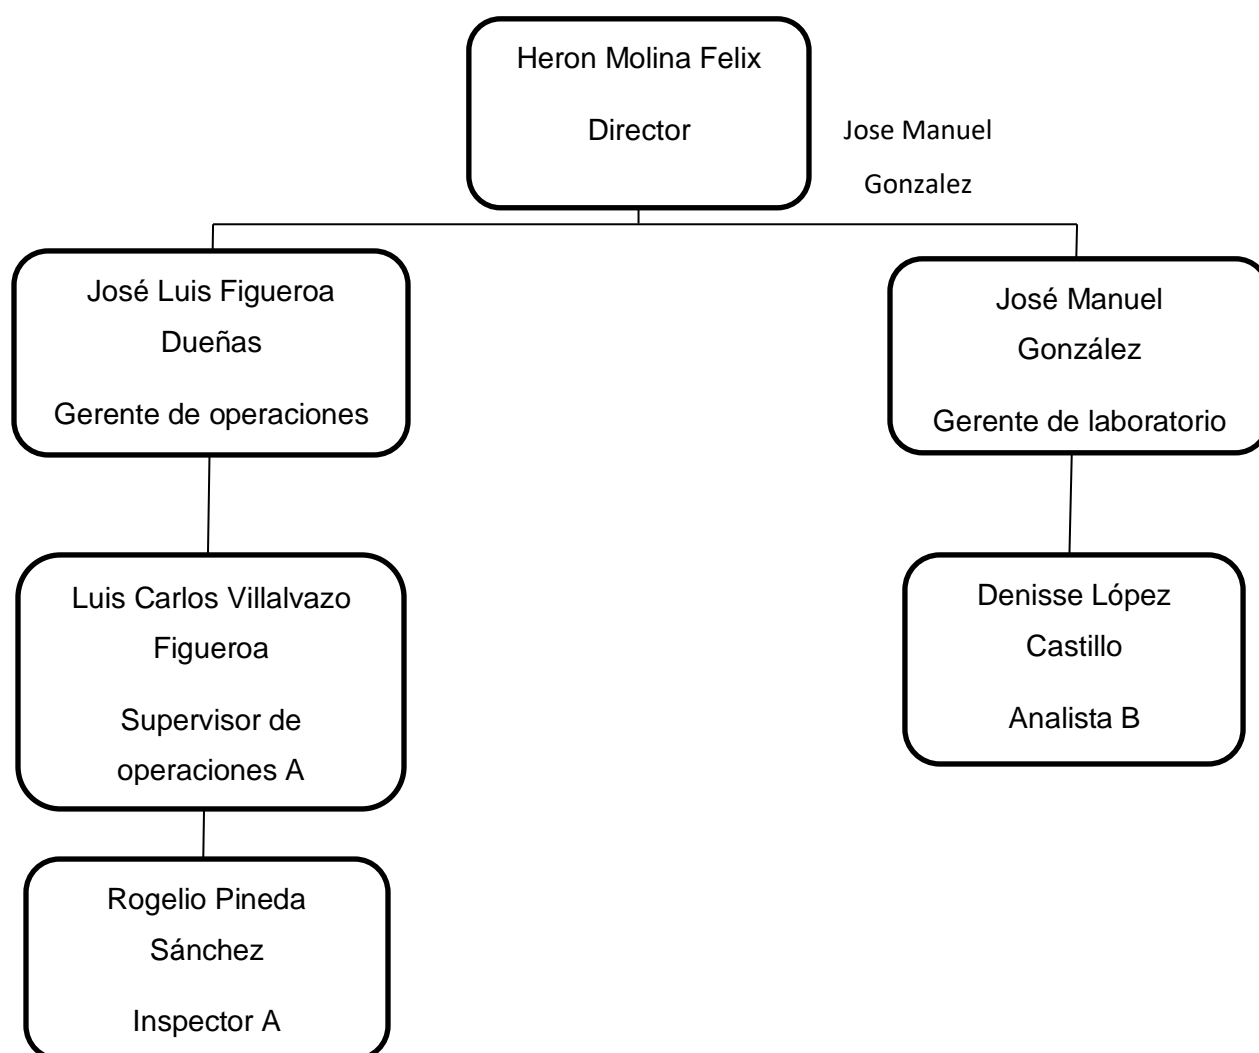 Heron Molina Felix
Director
Jose Manuel
Gonzalez
José Luis Figueroa
Dueñas
Gerente de operaciones
José Manuel
González
Gerente de laboratorio
Luis Carlos Villalvazo
Figueroa
Supervisor de
operaciones A
Denisse López
Castillo
Analista B
Rogelio Pineda
Sánchez
Inspector A